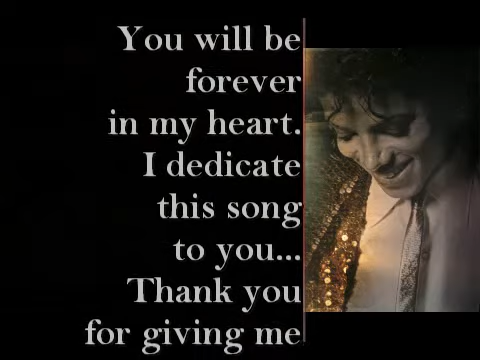 You will be
forever
in my heart.
I dedicate
this song
to you...
Thank you
for giving me